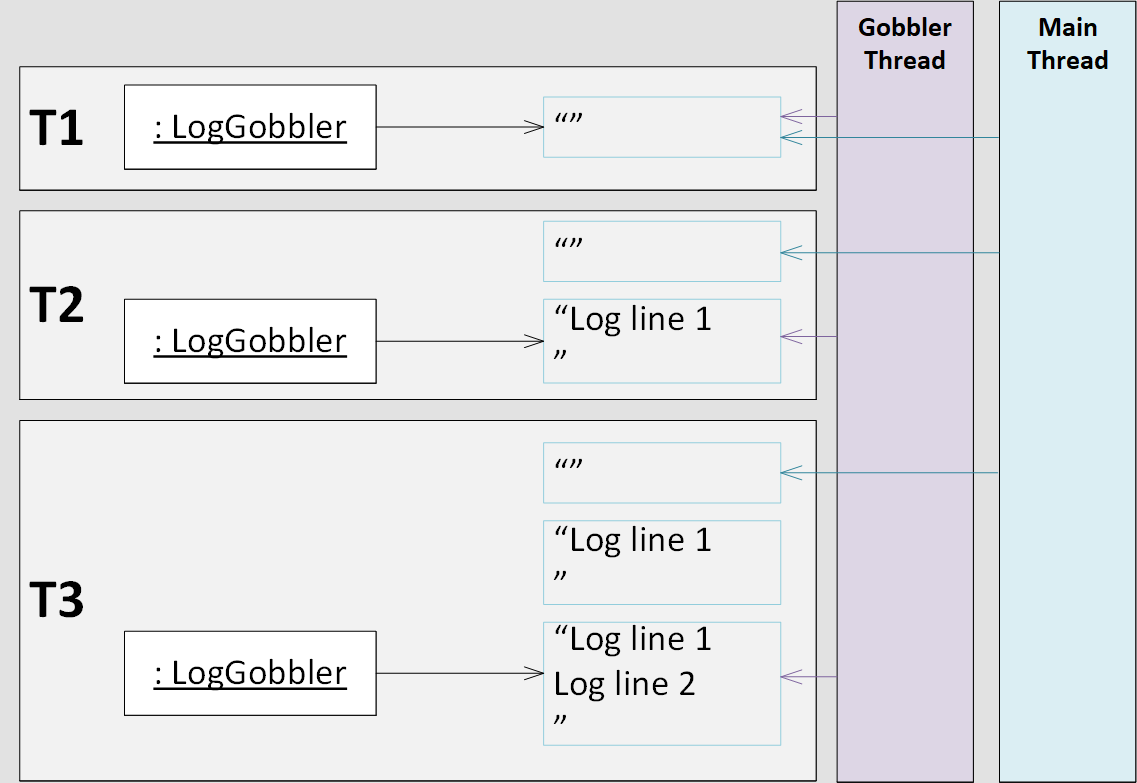 Gobbler
Thread
Main
Thread
T1
: LogGobbler
“”
T2
“”
: LogGobbler
“Log line 1
”
T3
“”
“Log line 1
”
: LogGobbler
“Log line 1
Log line 2
”